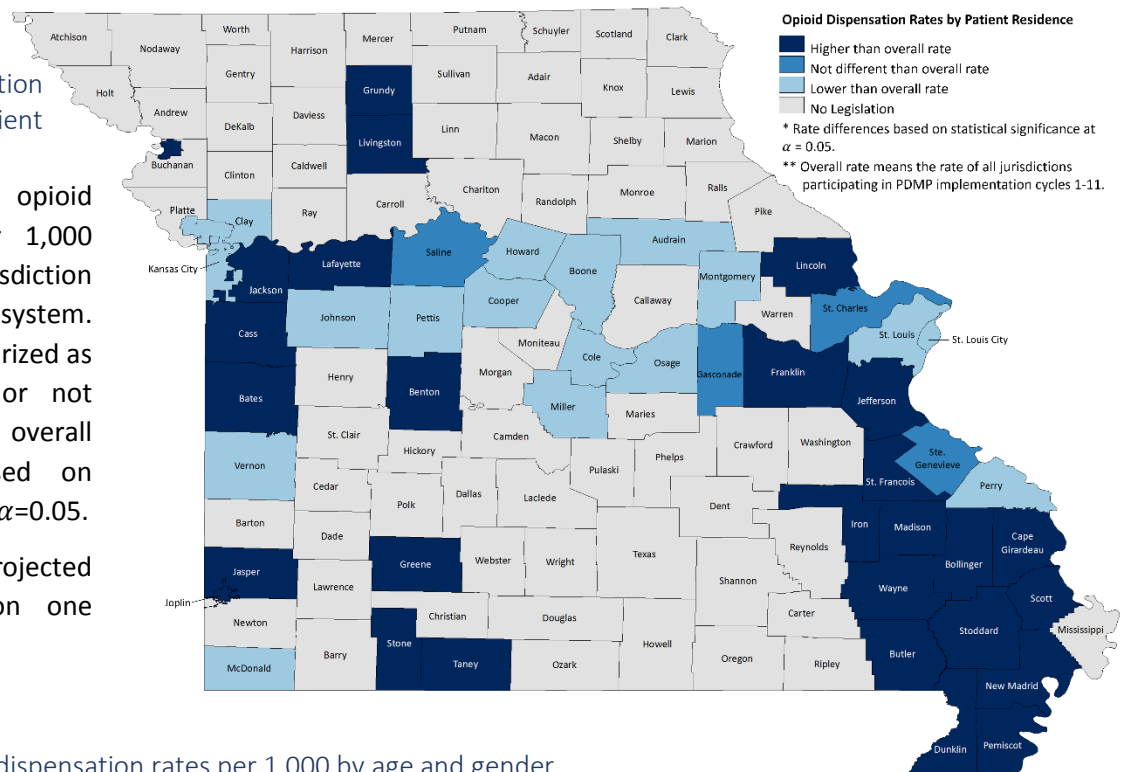 tion
ient
opioid
1,000
sdiction
system.
rized as
or not
overall
sed on
α=0.05.
rojected
on one
Opioid Dispensation Rates by Patient Residence
Higher than overall rate
Not different than overall rate
Lower than overall rate
No Legislation
* Rate differences based on statistical significance at
α = 0.05.
** Overall rate means the rate of all jurisdictions
participating in PDMP implementation cycles 1-11.
Atchison
Nodaway
Worth
Harrison
Mercer
Putnam
Schuyler
Scotland
Clark
Holt
Gentry
Sullivan
Adair
Knox
Lewis
Andrew
DeKalb
Daviess
Grundy
Livingston
Linn
Macon
Shelby
Marion
Buchanan
Clinton
Caldwell
Chariton
Monroe
Ralls
Platte
Clay
Ray
Carroll
Randolph
Pike
Kansas City
Jackson
Lafayette
Saline
Howard
Boone
Audrain
Montgomery
Lincoln
Johnson
Pettis
Cooper
Callaway
Warren
St. Charles
St. Louis
St. Louis City
Cass
Henry
Moniteau
Morgan
Cole
Osage
Gasconade
Franklin
Jefferson
Bates
Benton
Miller
Maries
St. Clair
Hickory
Camden
Crawford
Washington
Vernon
Cedar
Pulaski
Phelps
St. Francois
Ste.
Genevieve
Perry
Polk
Dallas
Laclede
Dent
Barton
Dade
Iron
Madison
Cape
Girardeau
Jasper
Greene
Webster
Wright
Texas
Reynolds
Bollinger
Joplin
Lawrence
Shannon
Wayne
Scott
Newton
Christian
Douglas
Carter
Stoddard
Mississippi
McDonald
Barry
Stone
Taney
Ozark
Howell
Oregon
Ripley
Butler
New Madrid
Dunklin
Pemiscot
dispensation rates per 1,000 by age and gender